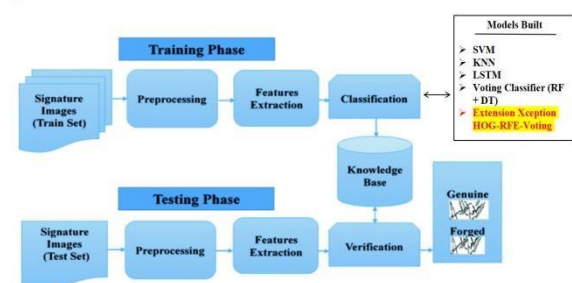 Models Built
➢ SVM
➢ KNN
➢ LSTM
➢ Voting Classifier (RF
+ DT)
➢ Extension Xception
HOG-RFE-Voting
Training Phase
Signature
Images
(Train Set)
Preprocessing
Features
Extraction
Classification
Knowledge
Base
Testing Phase
Signature
Images
(Test Set)
Preprocessing
Features
Extraction
Verification
Genuine
Forged